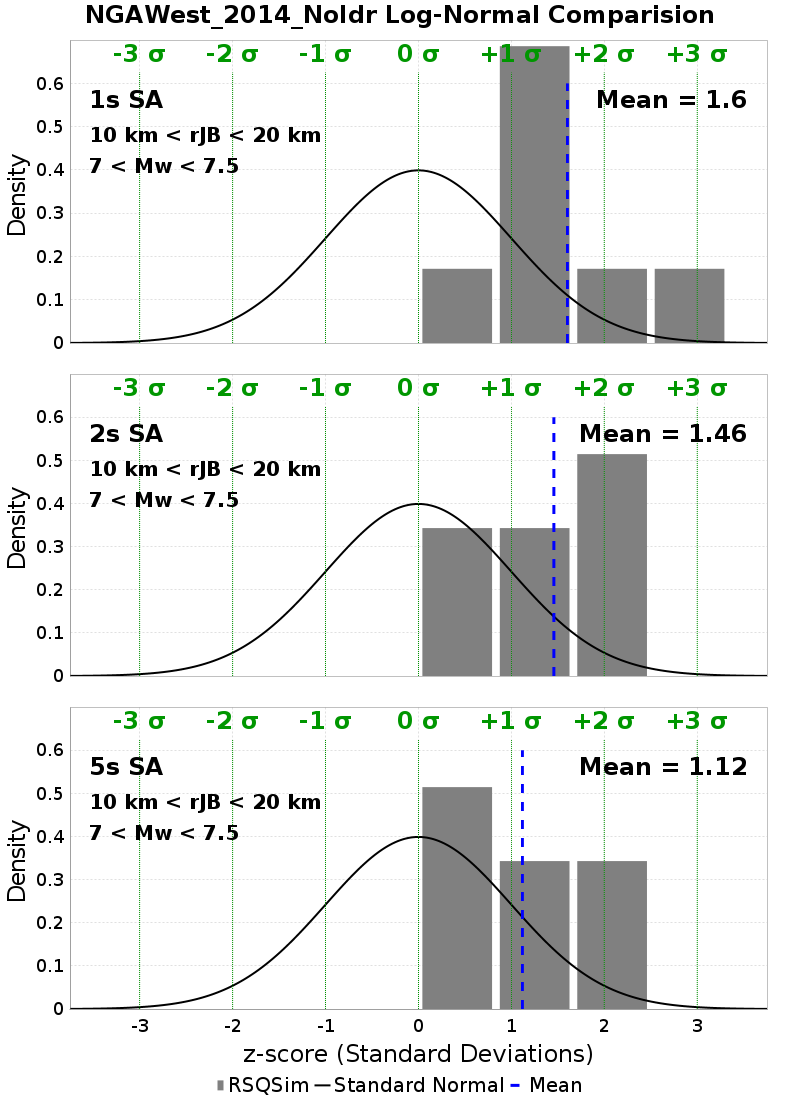 NGAWest_2014_NoIdr Log-Normal Comparision
-3 σ -2 σ -1 σ 0 σ +1 σ +2 σ +3 σ
1s SA
Mean = 1.6
10 km < rJB < 20 km
7 < Mw < 7.5
Density
0.6
0.5
0.4
0.3
0.2
0.1
0
-3 σ -2 σ -1 σ 0 σ +1 σ +2 σ +3 σ
2s SA
Mean = 1.46
10 km < rJB < 20 km
7 < Mw < 7.5
Density
0.6
0.5
0.4
0.3
0.2
0.1
0
-3 σ -2 σ -1 σ 0 σ +1 σ +2 σ +3 σ
5s SA
Mean = 1.12
10 km < rJB < 20 km
7 < Mw < 7.5
Density
0.6
0.5
0.4
0.3
0.2
0.1
0
-3 -2 -1 0 1 2 3
z-score (Standard Deviations)
RSQSim Standard Normal Mean